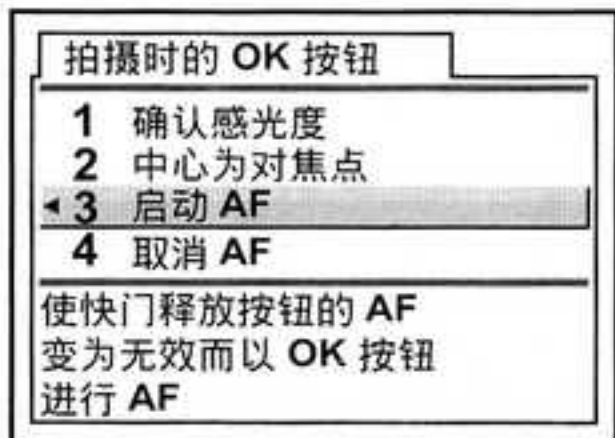 拍摄时的 OK 按钮
1 确认感光度
2 中心为对焦点
3 启动 AF
4 取消 AF
使快门释放按钮的 AF
变为无效而以 OK 按钮
进行 AF